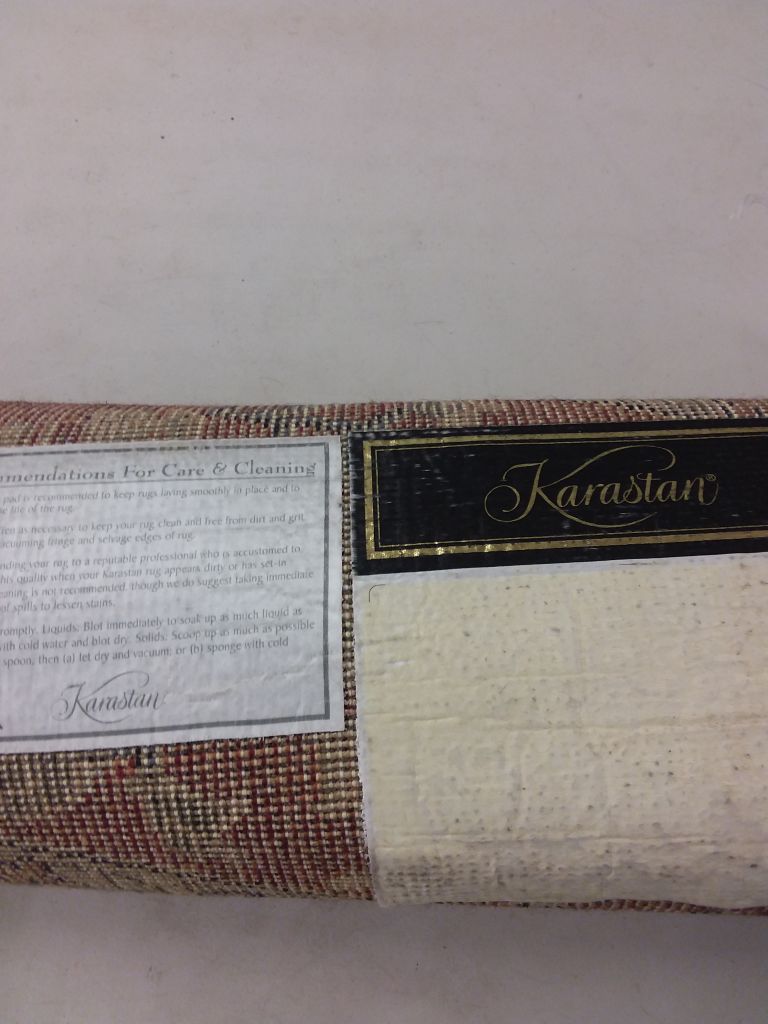 mmendations For Care & Cleaning
pad is recommended to keep rugs laying smoothly in place and to
he life of the rug.
ften as necessary to keep your rug clean and free from dirt and grit.
vacuuming fringe and selvage edges of rug.
nding your rug to a reputable professional who is accustomed to
his quality when your Karastan rug appears dirty or has set-in
eaning is not recommended, though we do suggest taking immediate
of spills to lessen stains.
romptly. Liquids: Blot immediately to soak up as much liquid as
with cold water and blot dry. Solids: Scoop up as much as possible
spoon, then (a) let dry and vacuum; or (b) sponge with cold
Karastan
Karastan®